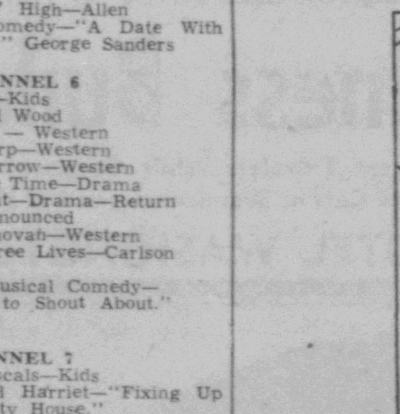 High—Allen
omedy—"A Date With
" George Sanders
NNEL 6
—Kids
Wood
— Western
rp—Western
rrow—Western
Time—Drama
t—Drama—Return
nounced
ovan—Western
ree Lives—Carlson
usical Comedy—
to Shout About."
NNEL 7
scals—Kids
Harriet—"Fixing Up
ty House."